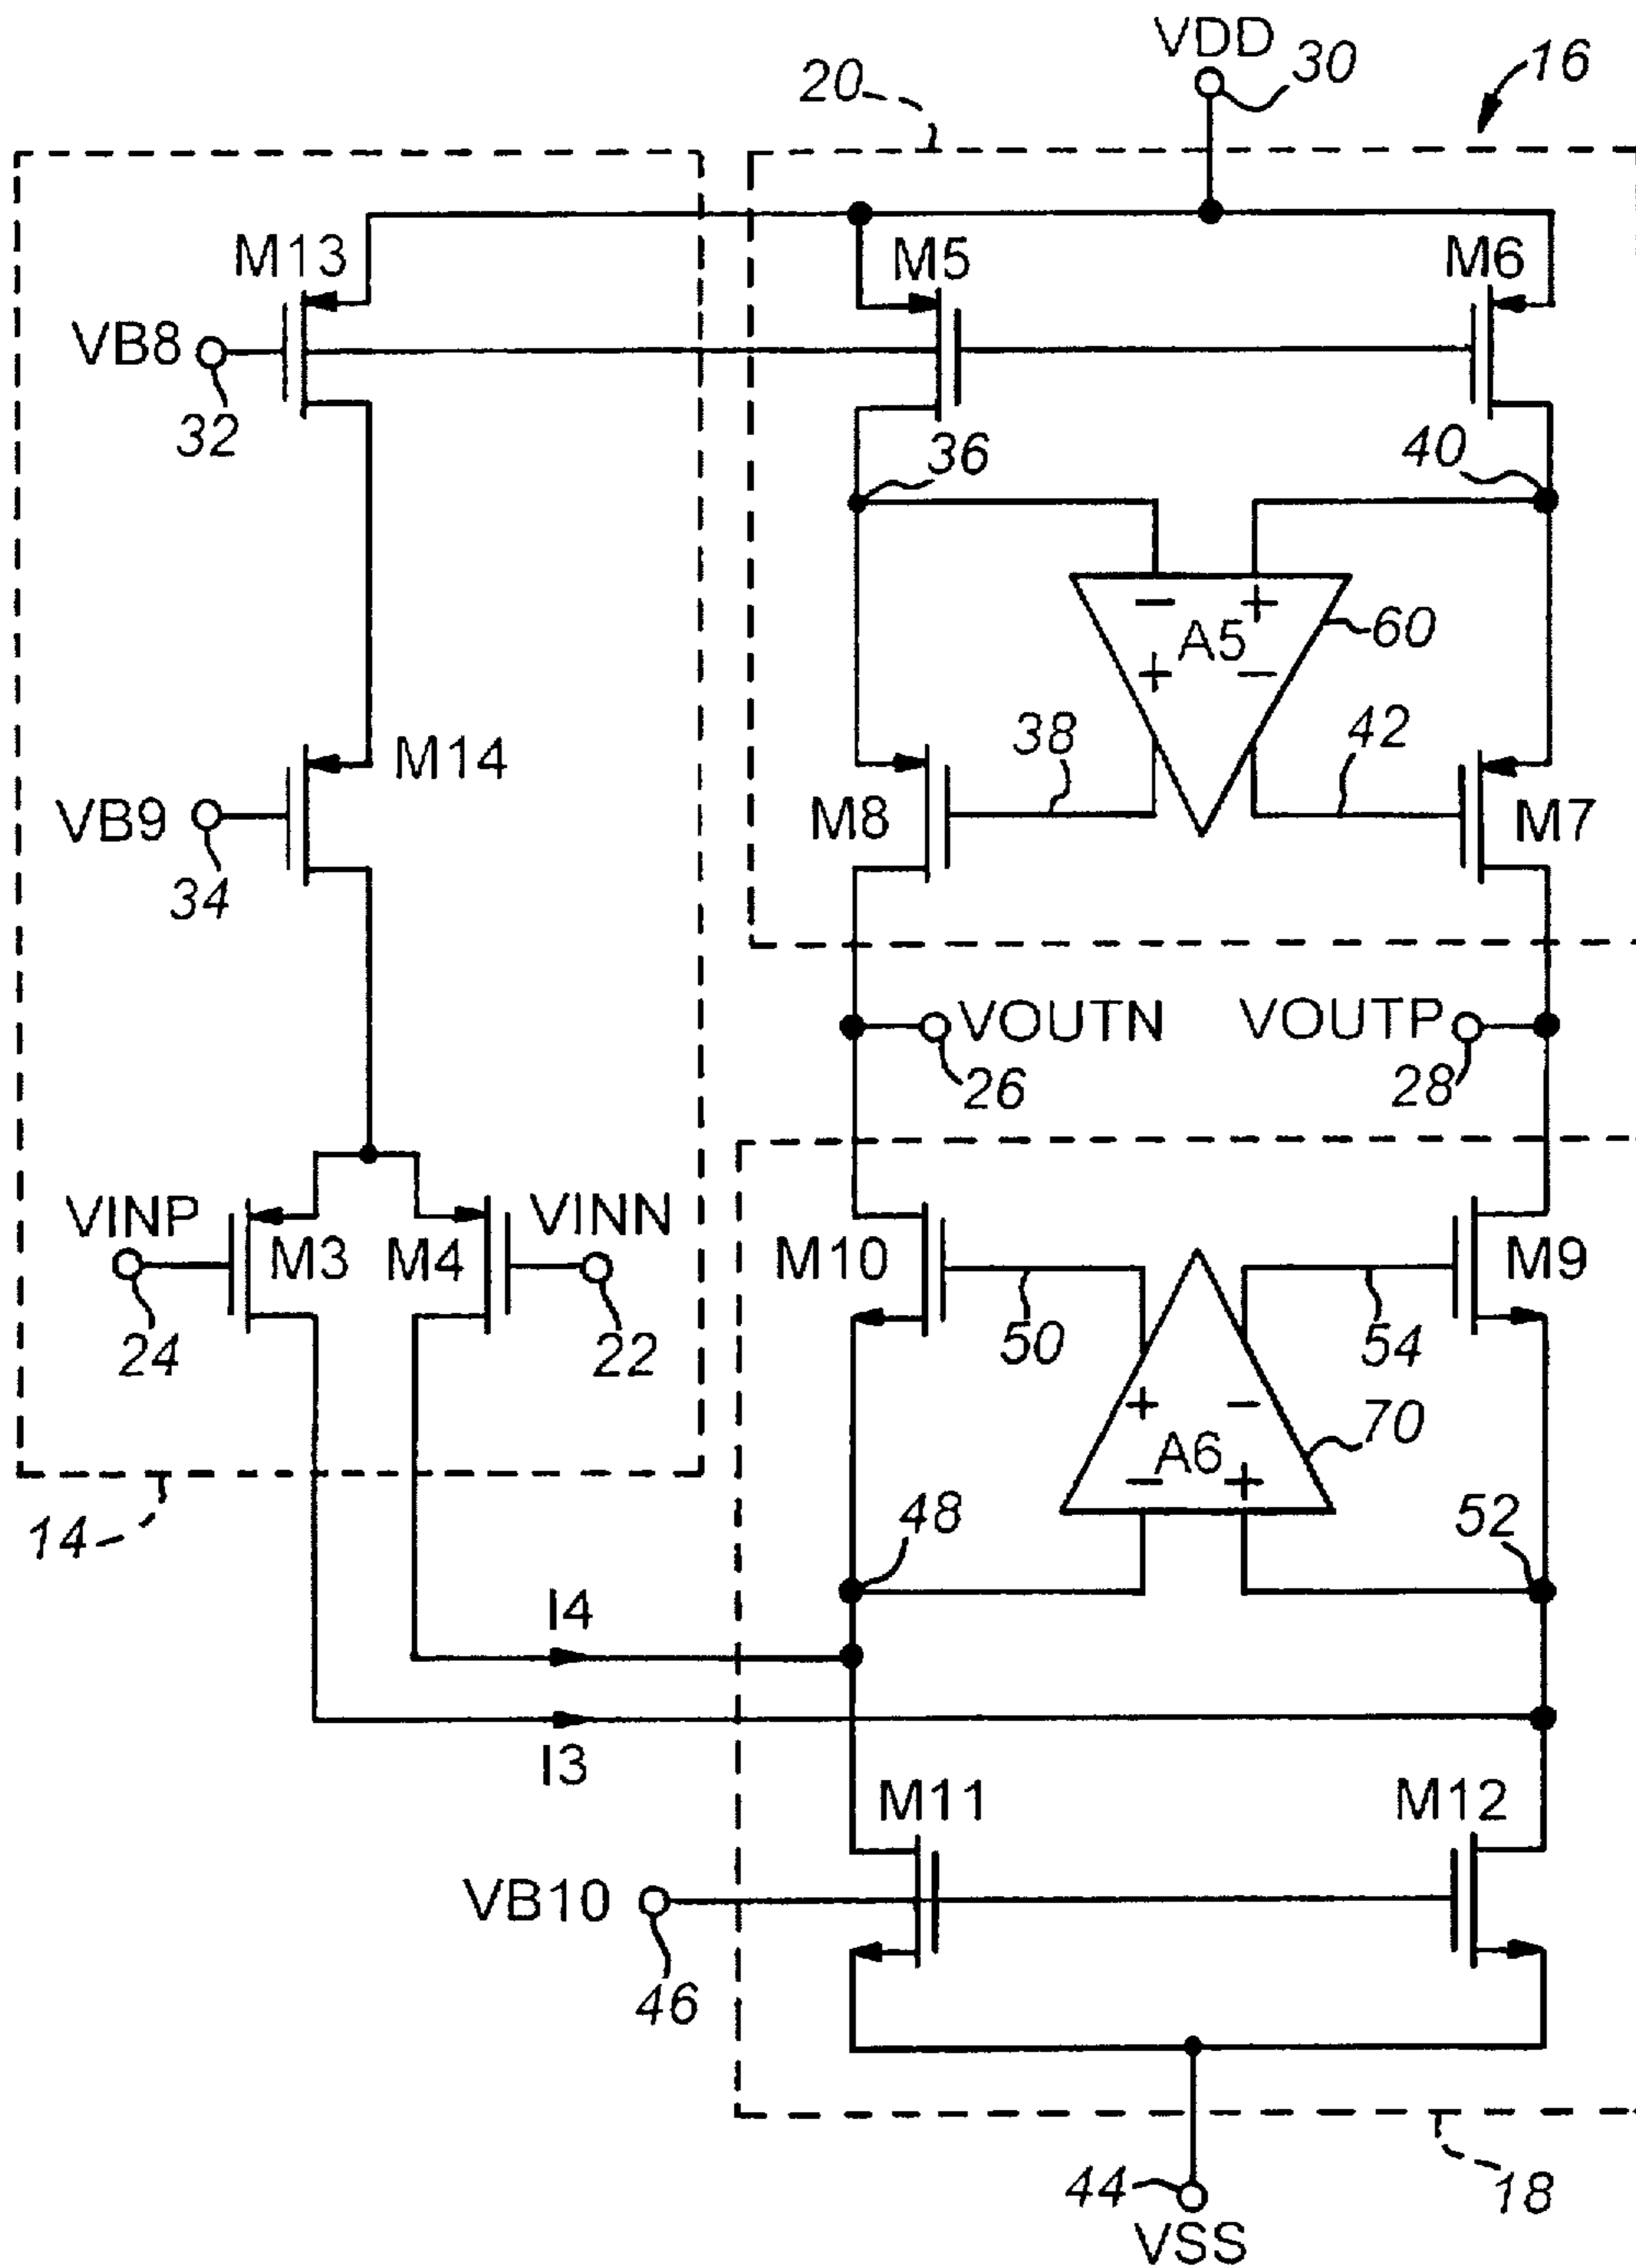 VDD
30
16
20
M13
M5
M6
VB8
32
36
40
- +
A5
+ -
60
M14
38
42
VB9
34
M8
M7
VOUTN
VOUTP
26
28
VINP
VINN
M3
M4
M10
M9
24
22
50
54
+ -
A6
- +
70
14
48
52
I4
I3
M11
M12
VB10
46
44
VSS
18